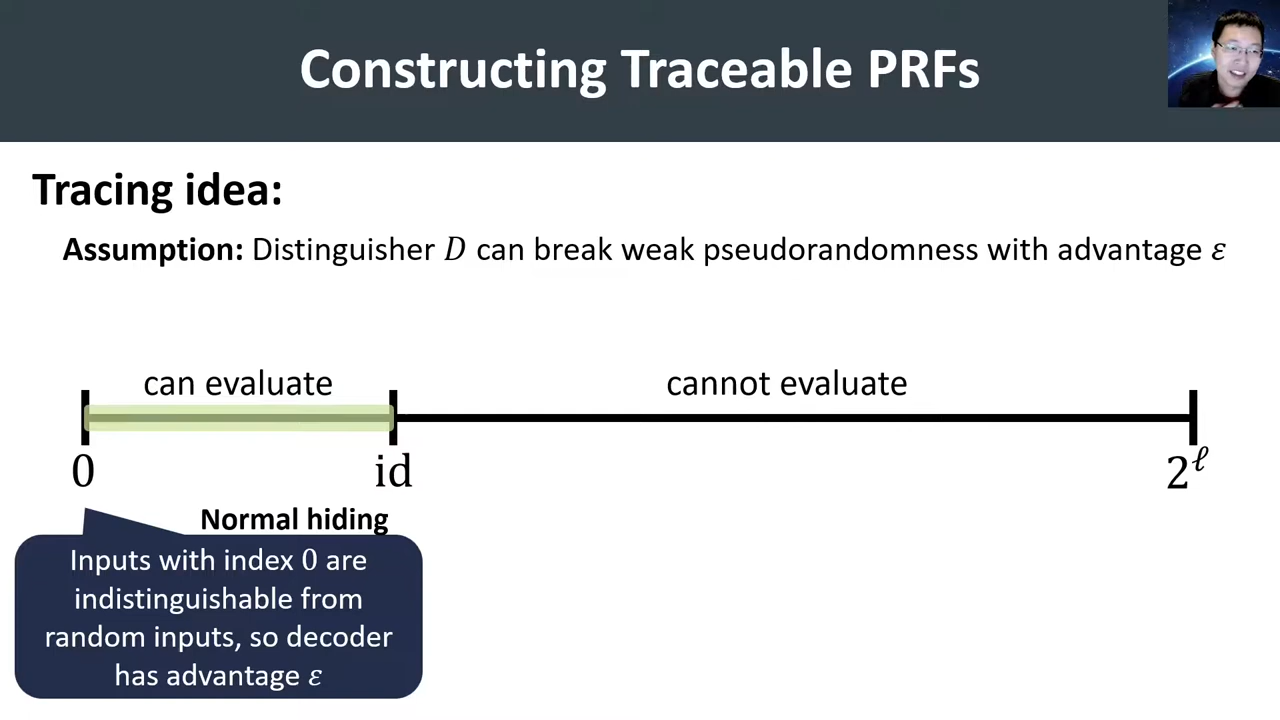 Constructing Traceable PRFs
Tracing idea:
Assumption: Distinguisher D can break weak pseudorandomness with advantage ε
can evaluate
cannot evaluate
0
id
2^ℓ
Normal hiding
Inputs with index 0 are
indistinguishable from
random inputs, so decoder
has advantage ε